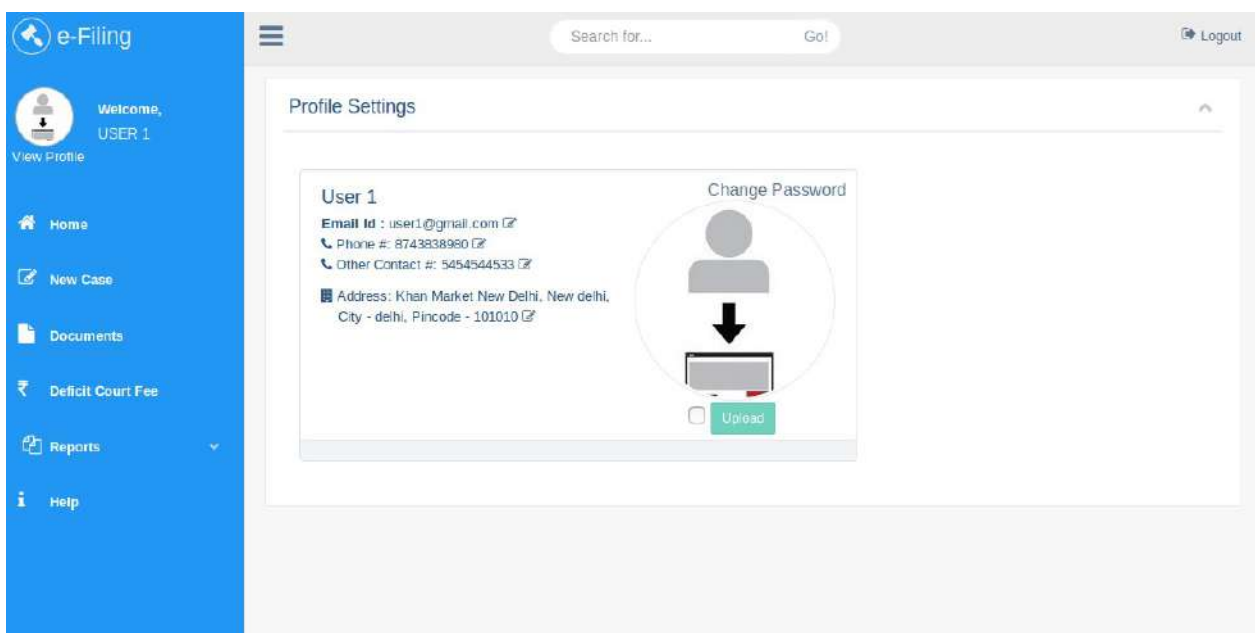 e-Filing
Search for...
Go!
Logout
Welcome,
USER 1
View Profile
Home
New Case
Documents
₹ Deficit Court Fee
Reports
Help
Profile Settings
User 1
Change Password
Email Id : user1@gmail.com
Phone #: 8743838980
Other Contact #: 5454544533
Address: Khan Market New Delhi, New delhi,
City - delhi, Pincode - 101010
Upload